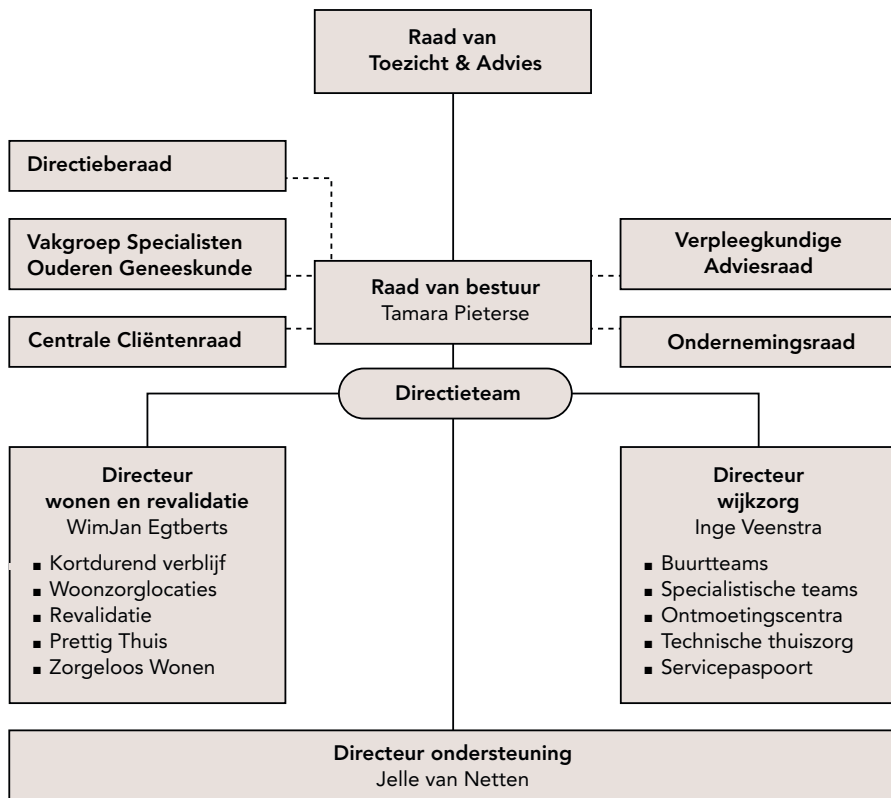 Raad van
Toezicht & Advies
Directieberaad
Vakgroep Specialisten
Ouderen Geneeskunde
Verpleegkundige
Adviesraad
Raad van bestuur
Tamara Pieterse
Centrale Cliëntenraad
Ondernemingsraad
Directieteam
Directeur
wonen en revalidatie
WimJan Egtberts
▪ Kortdurend verblijf
▪ Woonzorglocaties
▪ Revalidatie
▪ Prettig Thuis
▪ Zorgeloos Wonen
Directeur
wijkzorg
Inge Veenstra
▪ Buurtteams
▪ Specialistische teams
▪ Ontmoetingscentra
▪ Technische thuiszorg
▪ Servicepaspoort
Directeur ondersteuning
Jelle van Netten